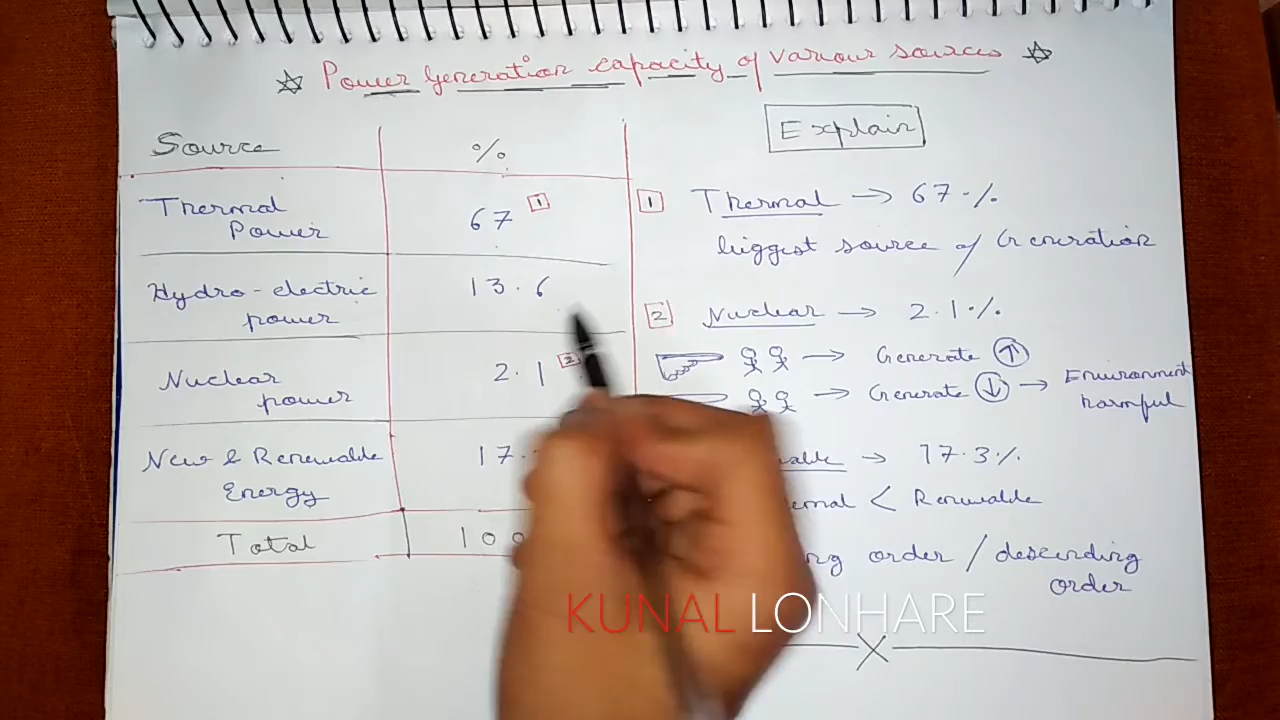 ☆ Power Generation capacity of various sources ☆
Source %
Thermal Power 67 1
Hydro-electric power 13.6
Nuclear power 2.1 2
New & Renewable Energy 17.
Total 100
Explain
1 Thermal → 67%
biggest source of Generation
2 Nuclear → 2.1%
→ Generate ↑
→ Generate ↓ → Environment harmful
→ 17.3%
< Renewable
order / descending
order
KUNAL LONHARE